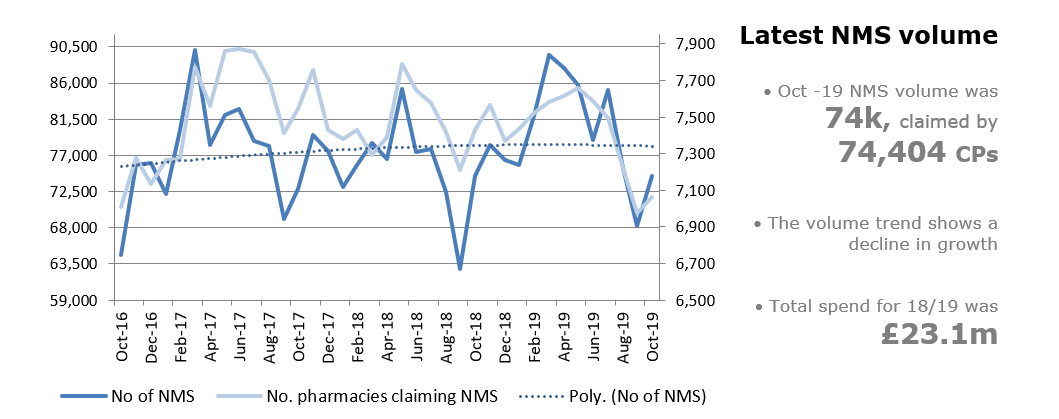 90,500
86,000
81,500
77,000
72,500
68,000
63,500
59,000
7,900
7,700
7,500
7,300
7,100
6,900
6,700
6,500
Oct-16
Dec-16
Feb-17
Apr-17
Jun-17
Aug-17
Oct-17
Dec-17
Feb-18
Apr-18
Jun-18
Aug-18
Oct-18
Dec-18
Feb-19
Apr-19
Jun-19
Aug-19
Oct-19
No of NMS No. pharmacies claiming NMS Poly. (No of NMS)
Latest NMS volume
• Oct -19 NMS volume was
74k, claimed by
74,404 CPs
• The volume trend shows a
decline in growth
• Total spend for 18/19 was
£23.1m